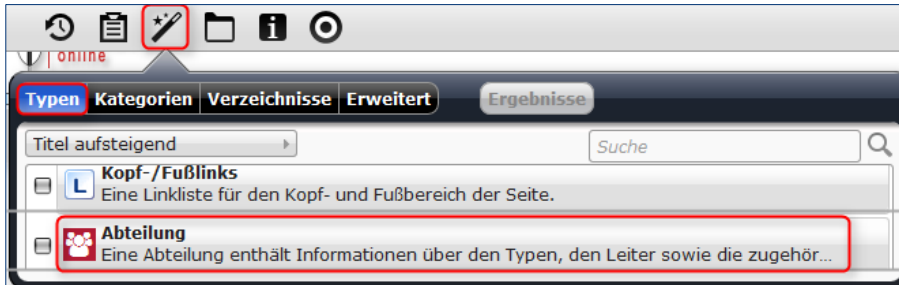 online
Typen Kategorien Verzeichnisse Erweitert Ergebnisse
Titel aufsteigend Suche
L Kopf-/Fußlinks
Eine Linkliste für den Kopf- und Fußbereich der Seite.
Abteilung
Eine Abteilung enthält Informationen über den Typen, den Leiter sowie die zugehör...